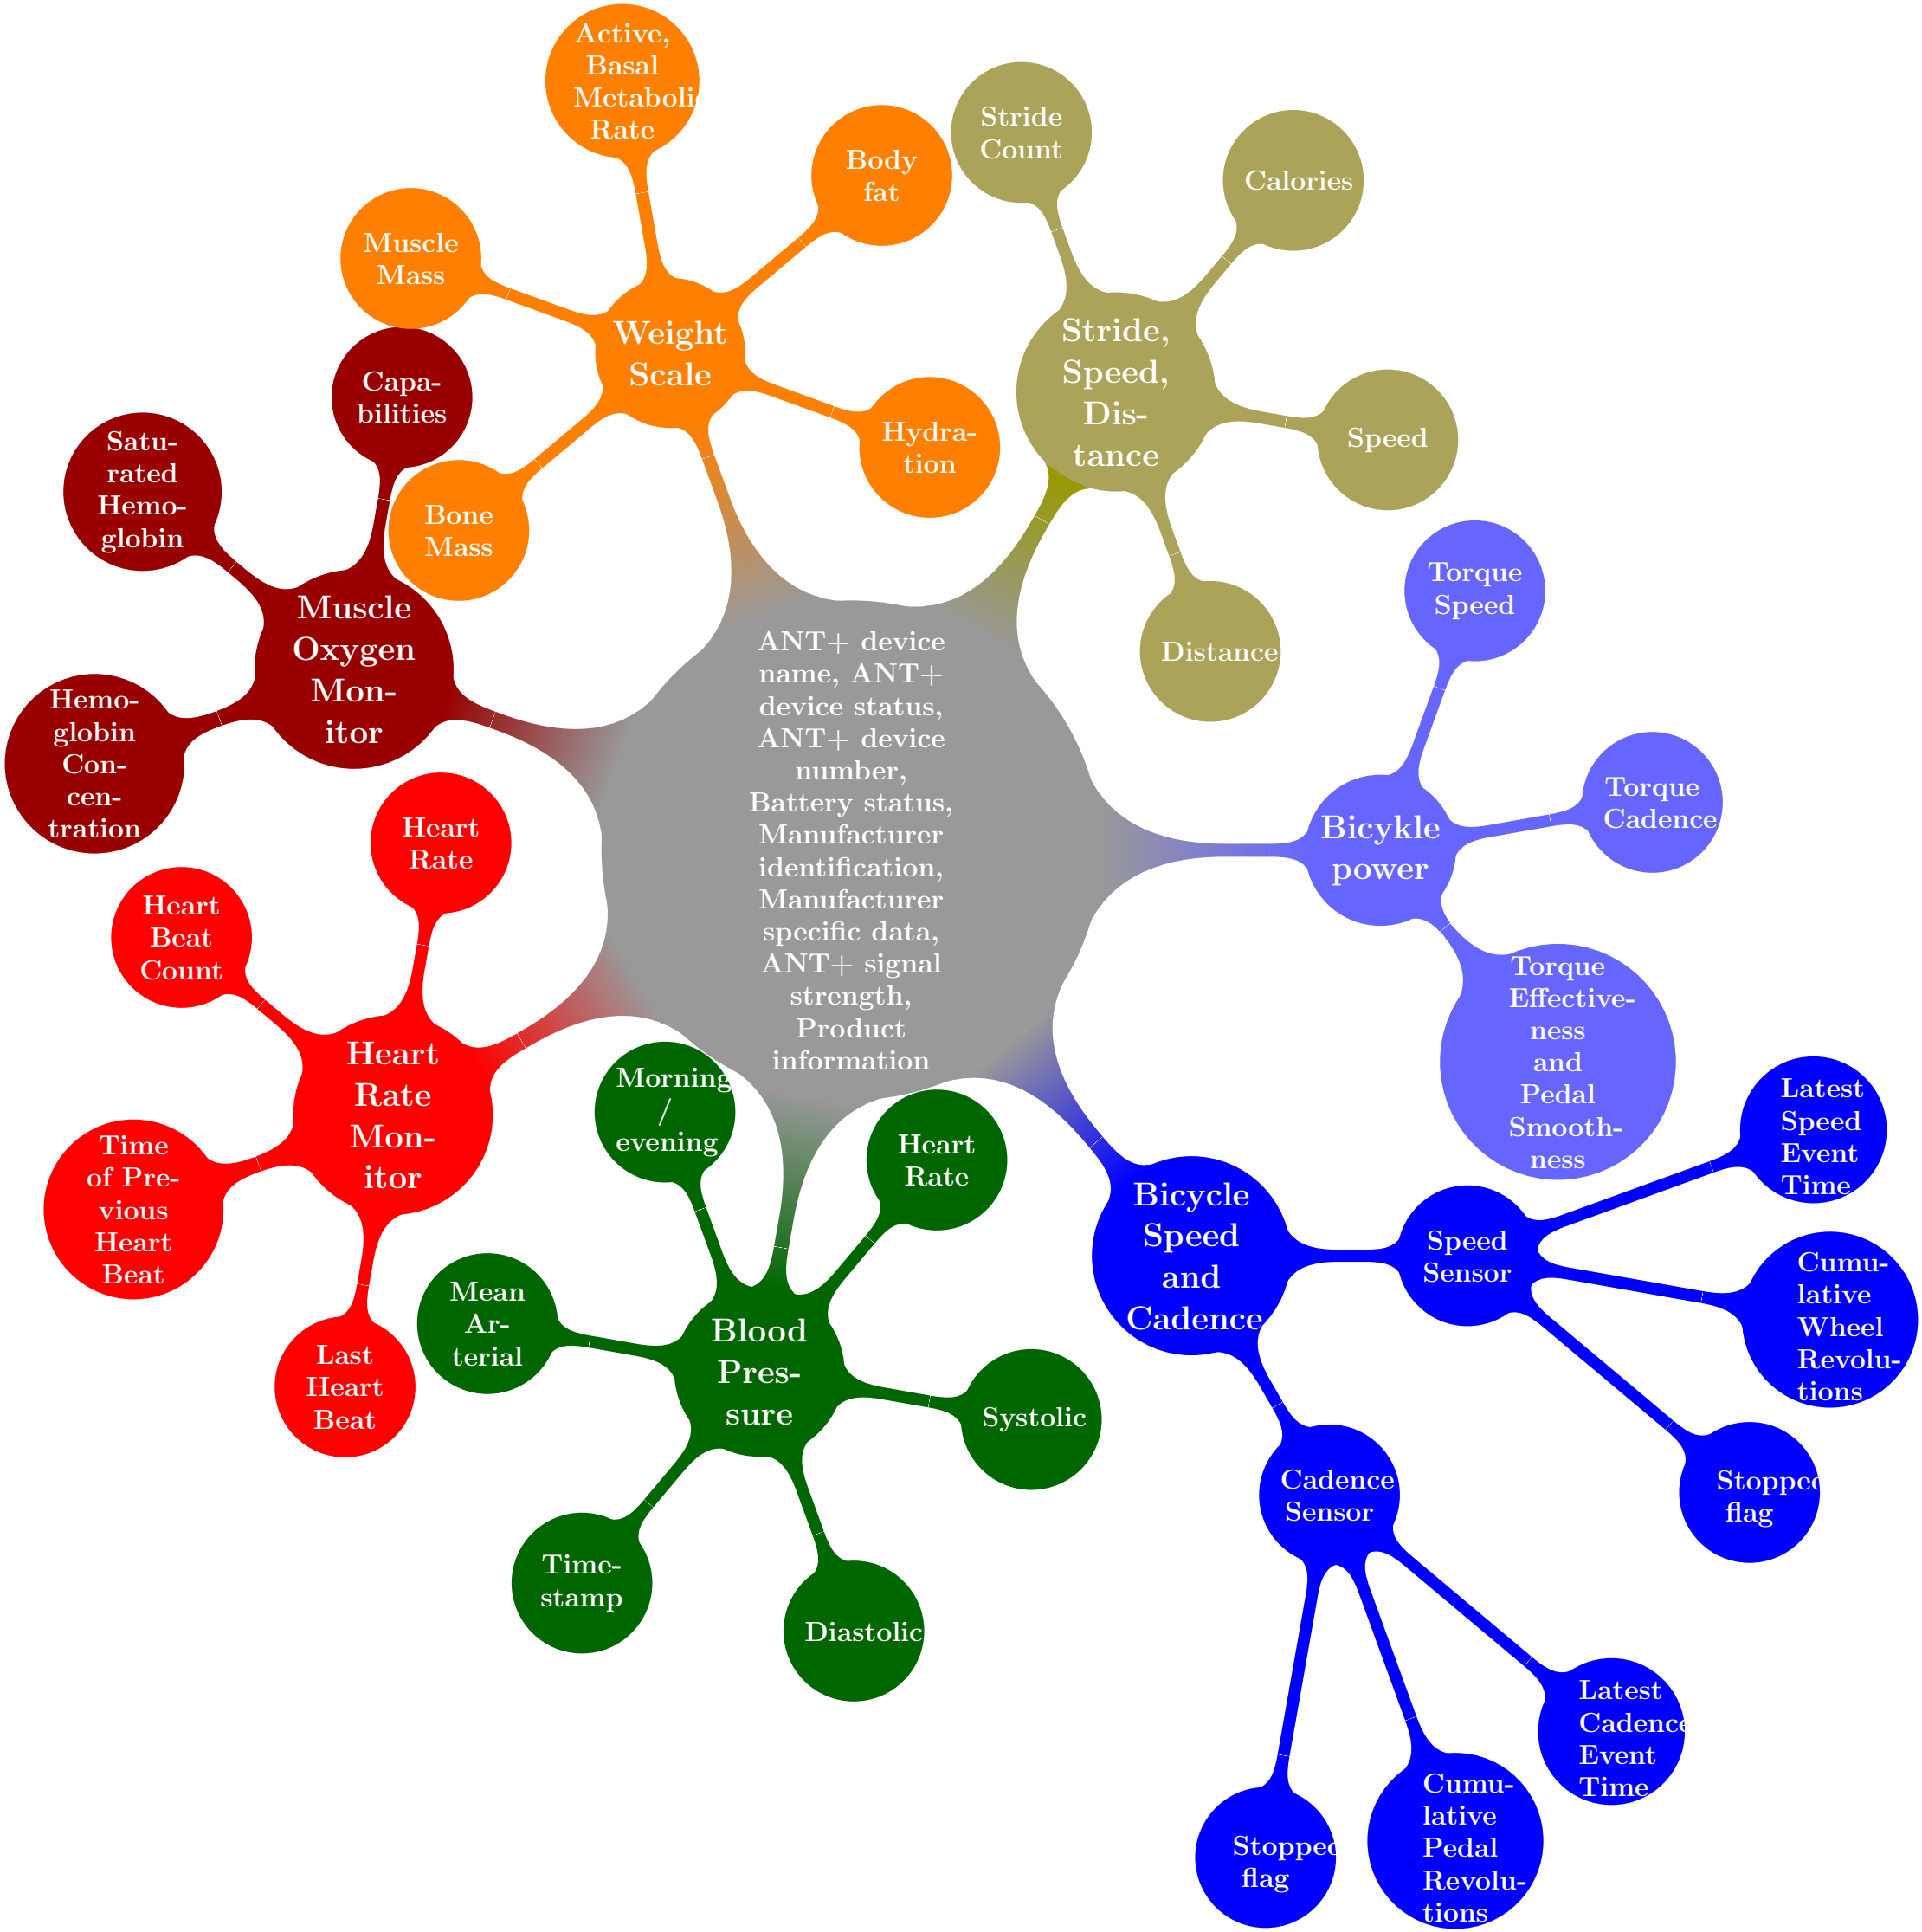 Active,
Basal
Metabolic
Rate
Body
fat
Muscle
Mass
Weight
Scale
Hydra-
tion
Bone
Mass
Stride
Count
Calories
Stride,
Speed,
Dis-
tance
Speed
Distance
Capa-
bilities
Satu-
rated
Hemo-
globin
Muscle
Oxygen
Mon-
itor
Hemo-
globin
Con-
cen-
tration
ANT+ device
name, ANT+
device status,
ANT+ device
number,
Battery status,
Manufacturer
identification,
Manufacturer
specific data,
ANT+ signal
strength,
Product
information
Torque
Speed
Torque
Cadence
Bicykle
power
Torque
Effective-
ness
and
Pedal
Smooth-
ness
Heart
Rate
Heart
Beat
Count
Heart
Rate
Mon-
itor
Time
of Pre-
vious
Heart
Beat
Last
Heart
Beat
Morning
/
evening
Heart
Rate
Mean
Ar-
terial
Blood
Pres-
sure
Systolic
Time-
stamp
Diastolic
Bicycle
Speed
and
Cadence
Speed
Sensor
Latest
Speed
Event
Time
Cumu-
lative
Wheel
Revolu-
tions
Stopped
flag
Cadence
Sensor
Latest
Cadence
Event
Time
Cumu-
lative
Pedal
Revolu-
tions
Stopped
flag